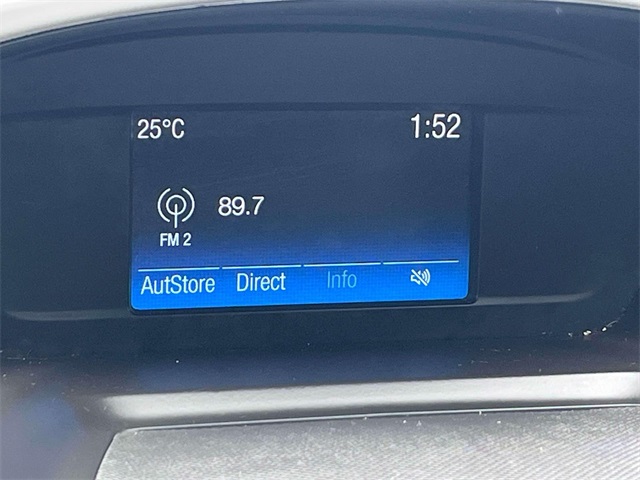 25°C 1:52
89.7
FM 2
AutStore Direct Info